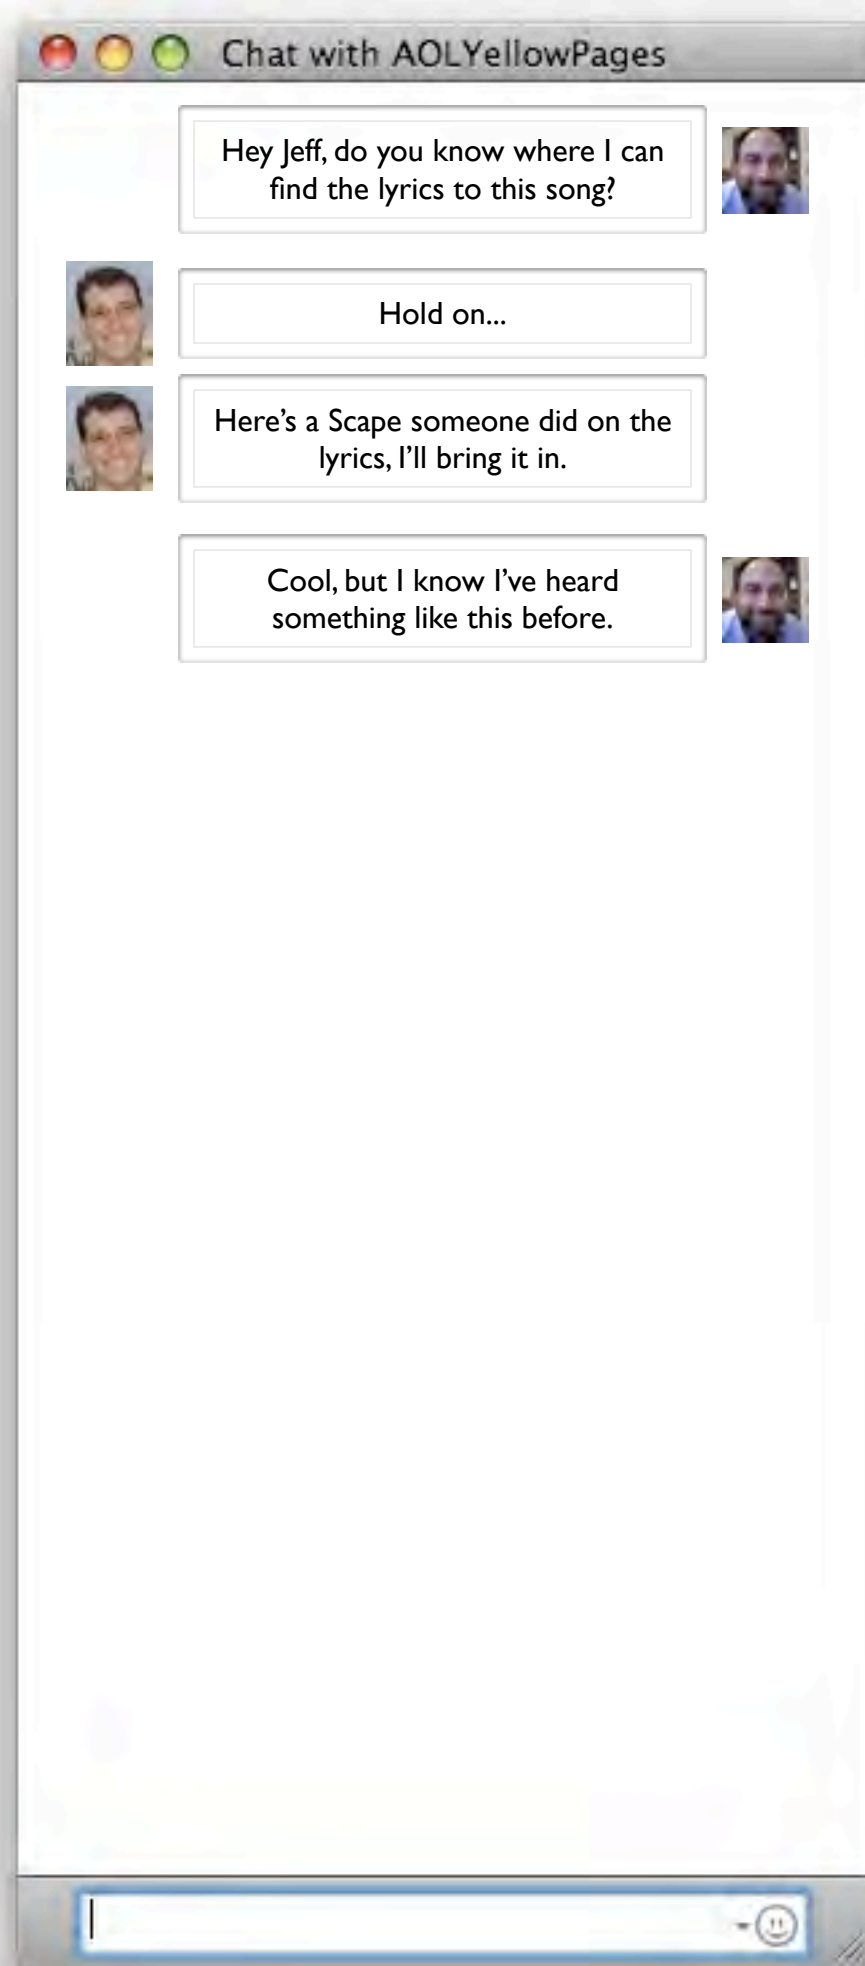 Chat with AOLYellowPages
Hey Jeff, do you know where I can
find the lyrics to this song?
Hold on...
Here's a Scape someone did on the
lyrics, I'll bring it in.
Cool, but I know I've heard
something like this before.